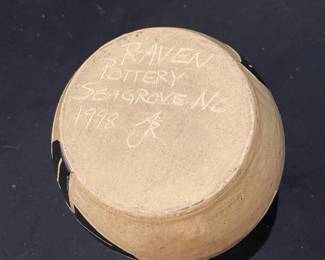 RAVEN
POTTERY
SEAGROVE NC
1998